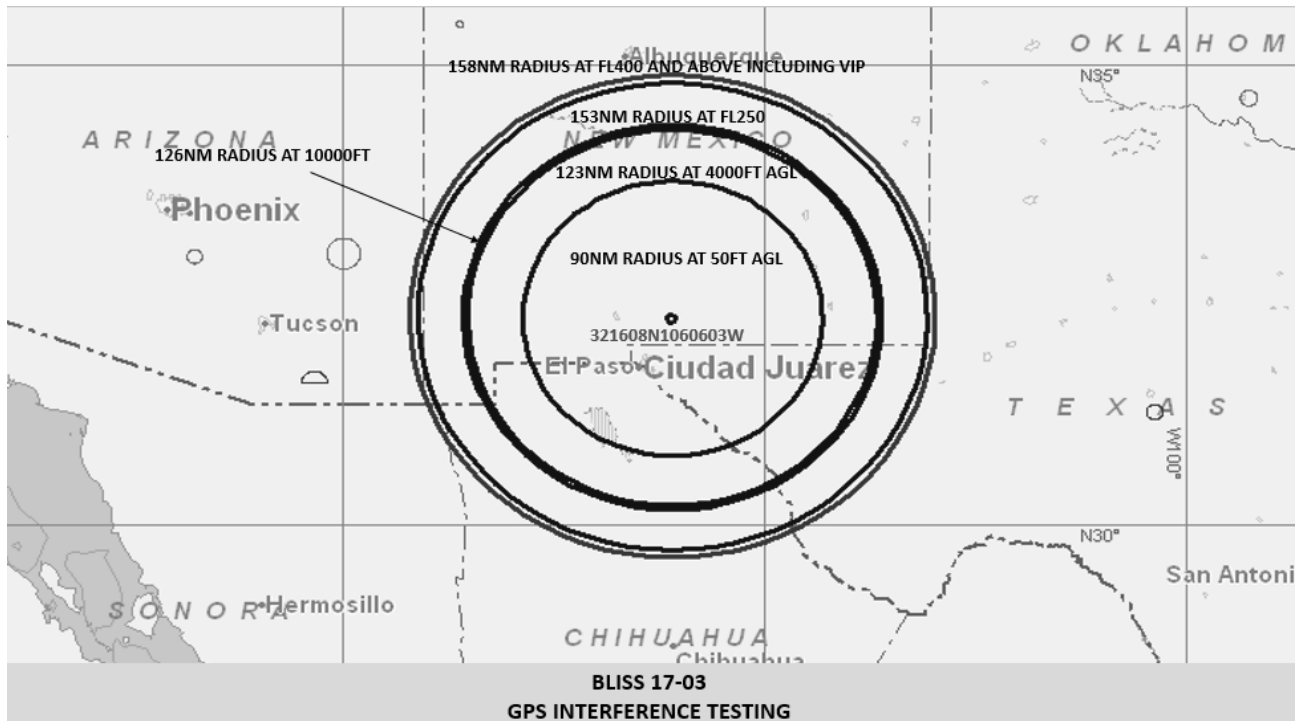 OKLAHOM
Albuquerque
158NM RADIUS AT FL400 AND ABOVE INCLUDING VIP
N35°
153NM RADIUS AT FL250
ARIZONA
NEW MEXICO
126NM RADIUS AT 10000FT
123NM RADIUS AT 4000FT AGL
Phoenix
90NM RADIUS AT 50FT AGL
Tucson
321608N1060603W
El Paso
Ciudad Juarez
TEXAS
W100°
N30°
San Antoni
SONORA
Hermosillo
CHIHUAHUA
Chihuahua
BLISS 17-03
GPS INTERFERENCE TESTING